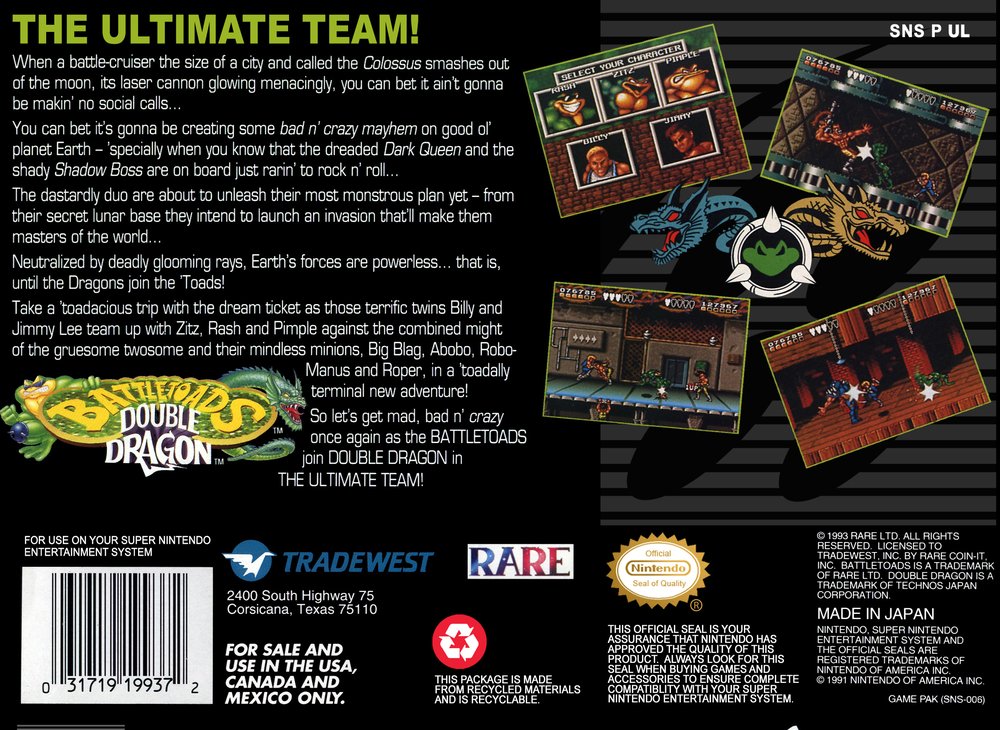 THE ULTIMATE TEAM!
When a battle-cruiser the size of a city and called the Colossus smashes out
of the moon, its laser cannon glowing menacingly, you can bet it ain't gonna
be makin' no social calls...
You can bet it's gonna be creating some bad n' crazy mayhem on good ol'
planet Earth – 'specially when you know that the dreaded Dark Queen and the
shady Shadow Boss are on board just rarin' to rock n' roll...
The dastardly duo are about to unleash their most monstrous plan yet – from
their secret lunar base they intend to launch an invasion that'll make them
masters of the world...
Neutralized by deadly glooming rays, Earth's forces are powerless... that is,
until the Dragons join the 'Toads!
Take a 'toadacious trip with the dream ticket as those terrific twins Billy and
Jimmy Lee team up with Zitz, Rash and Pimple against the combined might
of the gruesome twosome and their mindless minions, Big Blag, Abobo, Robo-
Manus and Roper, in a 'toadally
terminal new adventure!
So let's get mad, bad n' crazy
once again as the BATTLETOADS
join DOUBLE DRAGON in
THE ULTIMATE TEAM!
BATTLETOADS
DOUBLE
DRAGON
TM
TM
SNS P UL
SELECT YOUR CHARACTER
RASH
ZITZ
PIMPLE
BILLY
JIMMY
076785
000000
127367
000000
076785
666600
127367
000000
1UP
076785
666600
127367
000000
FOR USE ON YOUR SUPER NINTENDO
ENTERTAINMENT SYSTEM
0 31719 19937 2
TRADEWEST
2400 South Highway 75
Corsicana, Texas 75110
FOR SALE AND
USE IN THE USA,
CANADA AND
MEXICO ONLY.
RARE
THIS PACKAGE IS MADE
FROM RECYCLED MATERIALS
AND IS RECYCLABLE.
Official
Nintendo
Seal of Quality
®
THIS OFFICIAL SEAL IS YOUR
ASSURANCE THAT NINTENDO HAS
APPROVED THE QUALITY OF THIS
PRODUCT. ALWAYS LOOK FOR THIS
SEAL WHEN BUYING GAMES AND
ACCESSORIES TO ENSURE COMPLETE
COMPATIBLITY WITH YOUR SUPER
NINTENDO ENTERTAINMENT SYSTEM.
© 1993 RARE LTD. ALL RIGHTS
RESERVED. LICENSED TO
TRADEWEST, INC. BY RARE COIN-IT,
INC. BATTLETOADS IS A TRADEMARK
OF RARE LTD. DOUBLE DRAGON IS A
TRADEMARK OF TECHNOS JAPAN
CORPORATION.
MADE IN JAPAN
NINTENDO, SUPER NINTENDO
ENTERTAINMENT SYSTEM AND
THE OFFICIAL SEALS ARE
REGISTERED TRADEMARKS OF
NINTENDO OF AMERICA INC.
© 1991 NINTENDO OF AMERICA INC.
GAME PAK (SNS-006)